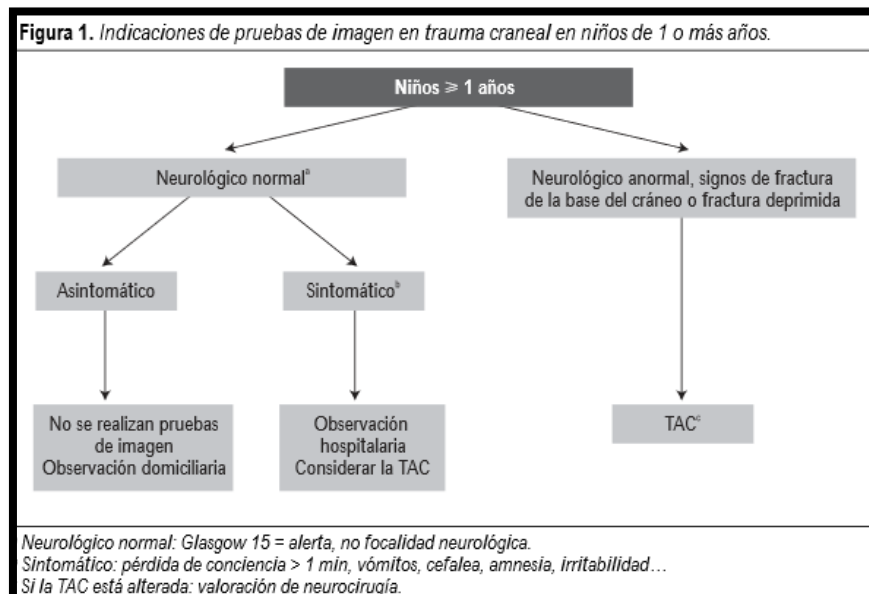 Figura 1. Indicaciones de pruebas de imagen en trauma craneal en niños de 1 o más años.
Niños ⩾ 1 años
Neurológico normalª
Neurológico anormal, signos de fractura
de la base del cráneo o fractura deprimida
Asintomático
Sintomáticoᵇ
No se realizan pruebas
de imagen
Observación domiciliaria
Observación
hospitalaria
Considerar la TAC
TACᶜ
Neurológico normal: Glasgow 15 = alerta, no focalidad neurológica.
Sintomático: pérdida de conciencia > 1 min, vómitos, cefalea, amnesia, irritabilidad…
Si la TAC está alterada: valoración de neurocirugía.